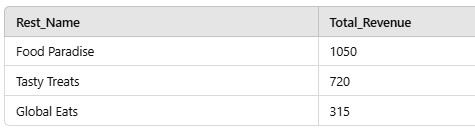 Rest_Name Total_Revenue
Food Paradise 1050
Tasty Treats 720
Global Eats 315